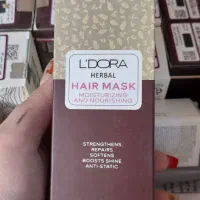 L'DORA
HERBAL
HAIR MASK
MOISTURIZING
AND NOURISHING
STRENGTHENS
REPAIRS
SOFTENS
BOOSTS SHINE
ANTI-STATIC